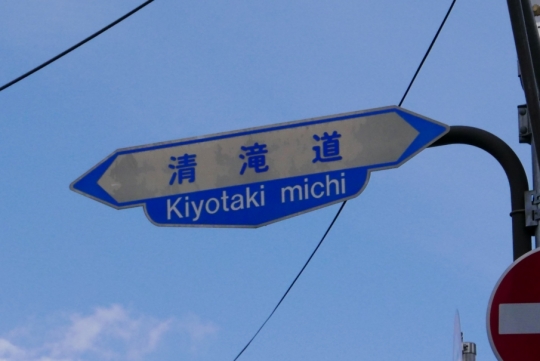 清滝道
Kiyotaki michi